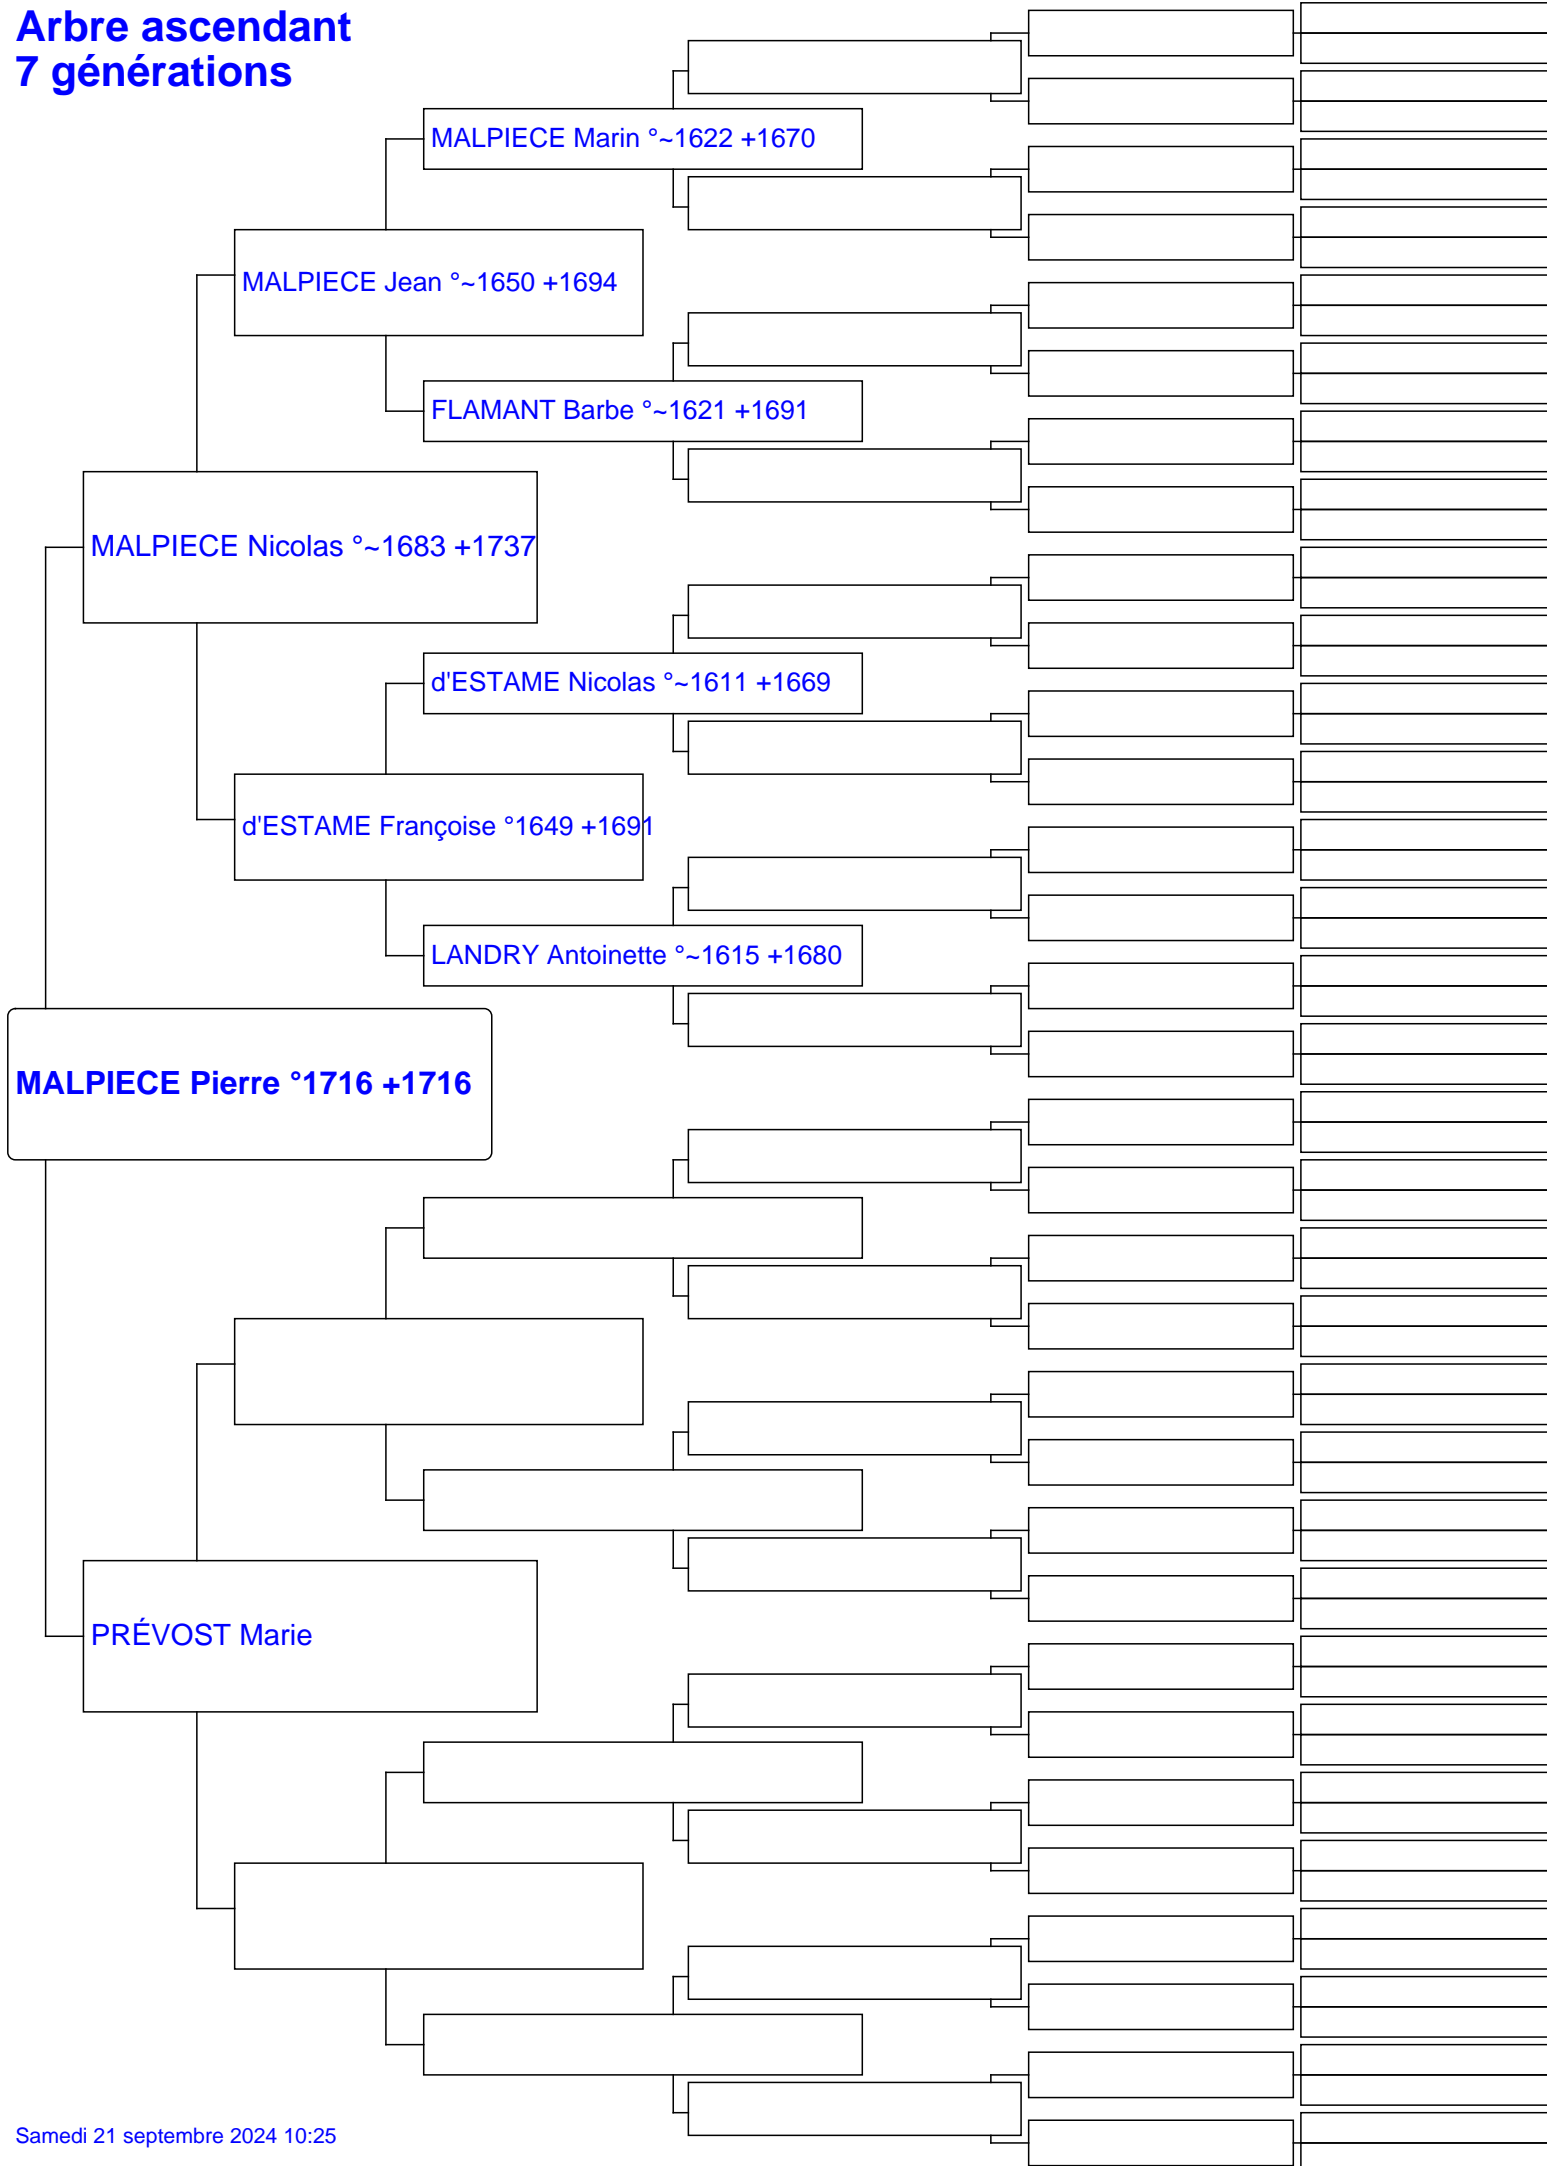 Arbre ascendant
7 générations
MALPIECE Marin °~1622 +1670
MALPIECE Jean °~1650 +1694
FLAMANT Barbe °~1621 +1691
MALPIECE Nicolas °~1683 +1737
d'ESTAME Nicolas °~1611 +1669
d'ESTAME Françoise °1649 +1691
LANDRY Antoinette °~1615 +1680
MALPIECE Pierre °1716 +1716
PRÉVOST Marie
Samedi 21 septembre 2024 10:25